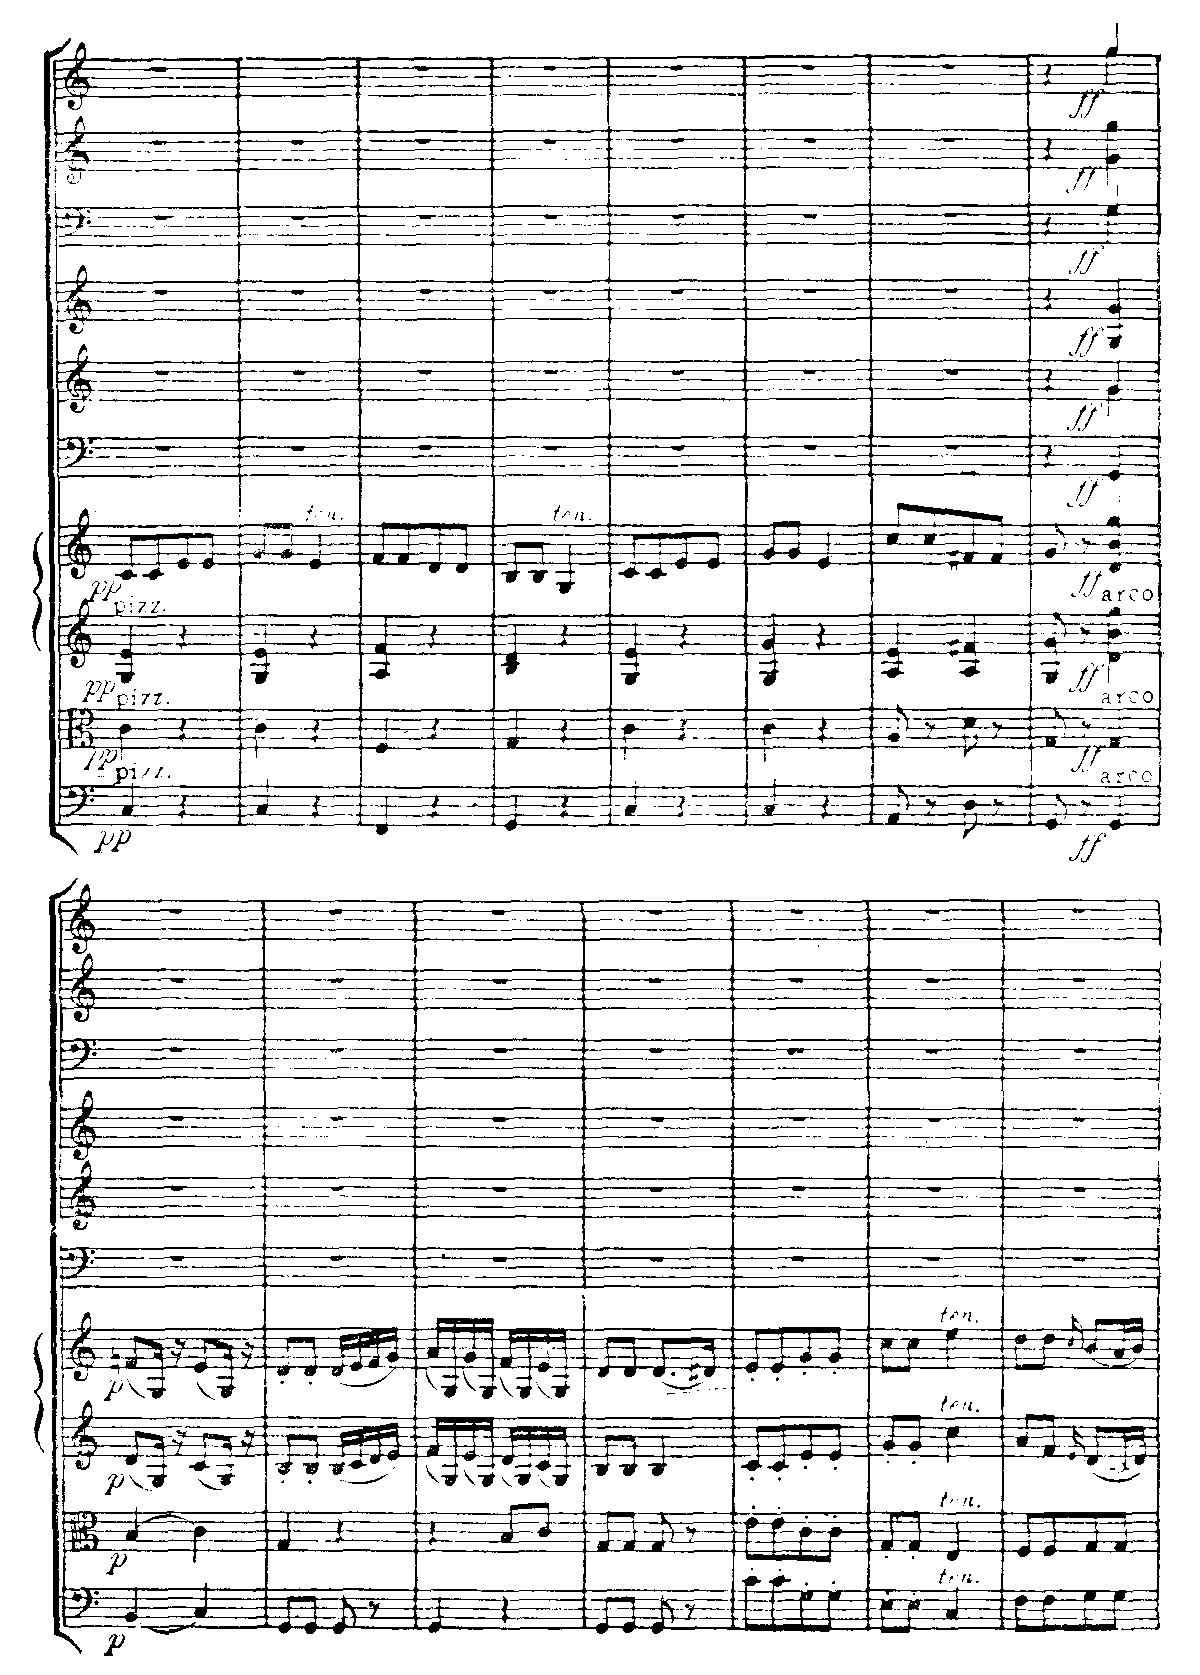 ff
ff
ff
ff
ff
ff
ten. ten.
pp pizz. ff arco
pp pizz. ff arco
pp pizz. ff arco
pp ff
ten.
p ten.
p ten.
p ten.
p